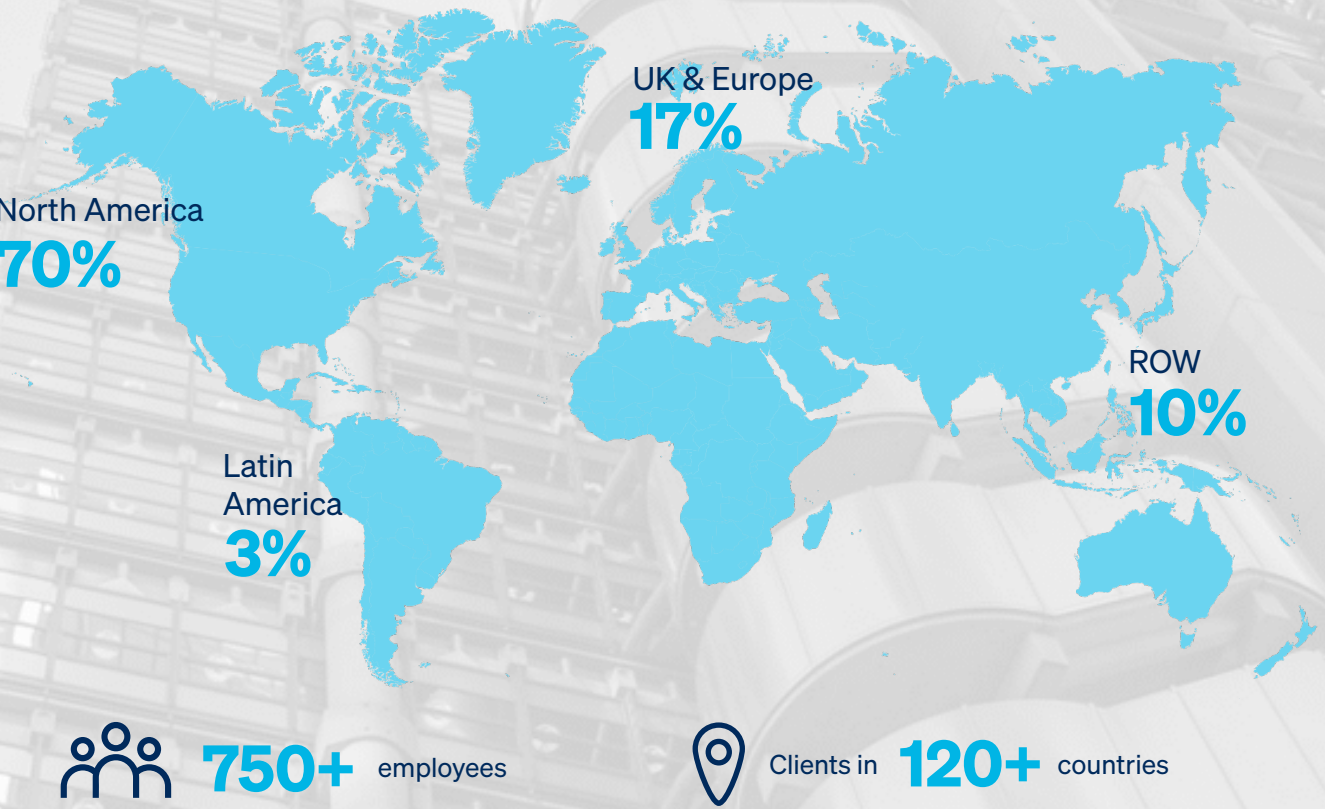 UK & Europe
17%
North America
70%
ROW
10%
Latin
America
3%
750+ employees
Clients in 120+ countries